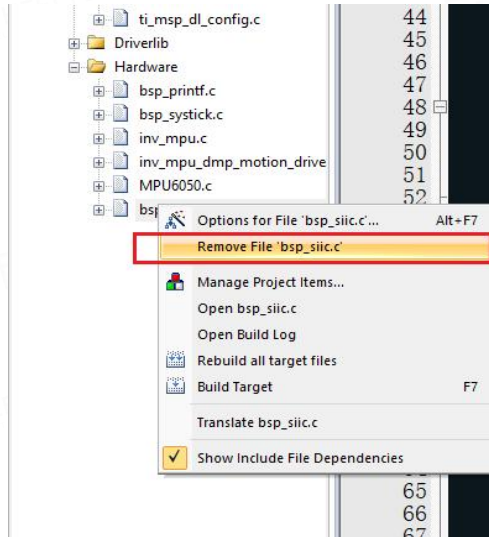 ti_msp_dl_config.c
Driverlib
Hardware
bsp_printf.c
bsp_systick.c
inv_mpu.c
inv_mpu_dmp_motion_drive
MPU6050.c
bsp
Options for File 'bsp_siic.c'... Alt+F7
Remove File 'bsp_siic.c'
Manage Project Items...
Open bsp_siic.c
Open Build Log
Rebuild all target files
Build Target F7
Translate bsp_siic.c
Show Include File Dependencies
44
45
46
47
48
49
50
51
52
65
66
67